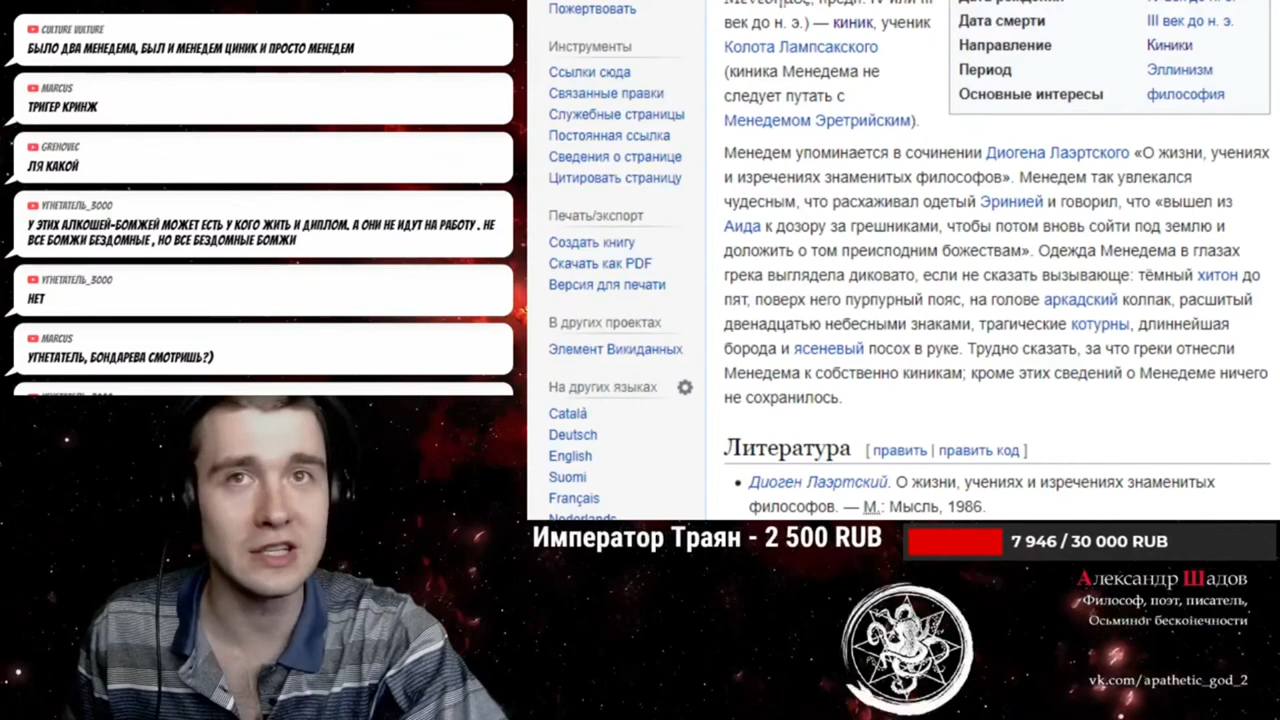 CULTURE VULTURE
БЫЛО ДВА МЕНЕДЕМА, БЫЛ И МЕНЕДЕМ ЦИНИК И ПРОСТО МЕНЕДЕМ
MARCUS
ТРИГЕР КРИНЖ
GREHOVEC
ЛЯ КАКОЙ
УГНЕТАТЕЛЬ_3000
У ЭТИХ АЛКОШЕЙ-БОМЖЕЙ МОЖЕТ ЕСТЬ У КОГО ЖИТЬ И ДИПЛОМ. А ОНИ НЕ ИДУТ НА РАБОТУ . НЕ
ВСЕ БОМЖИ БЕЗДОМНЫЕ , НО ВСЕ БЕЗДОМНЫЕ БОМЖИ
УГНЕТАТЕЛЬ_3000
НЕТ
MARCUS
УГНЕТАТЕЛЬ, БОНДАРЕВА СМОТРИШЬ?)
Пожертвовать
Инструменты
Ссылки сюда
Связанные правки
Служебные страницы
Постоянная ссылка
Сведения о странице
Цитировать страницу
Печать/экспорт
Создать книгу
Скачать как PDF
Версия для печати
В других проектах
Элемент Викиданных
На других языках
Català
Deutsch
English
Suomi
Français
Nederlands
век до н. э.) — киник, ученик
Колота Лампсакского
(киника Менедема не
следует путать с
Менедемом Эретрийским).
Дата смерти III век до н. э.
Направление Киники
Период Эллинизм
Основные интересы философия
Менедем упоминается в сочинении Диогена Лаэртского «О жизни, учениях
и изречениях знаменитых философов». Менедем так увлекался
чудесным, что расхаживал одетый Эринией и говорил, что «вышел из
Аида к дозору за грешниками, чтобы потом вновь сойти под землю и
доложить о том преисподним божествам». Одежда Менедема в глазах
грека выглядела диковато, если не сказать вызывающе: тёмный хитон до
пят, поверх него пурпурный пояс, на голове аркадский колпак, расшитый
двенадцатью небесными знаками, трагические котурны, длиннейшая
борода и ясеневый посох в руке. Трудно сказать, за что греки отнесли
Менедема к собственно киникам; кроме этих сведений о Менедеме ничего
не сохранилось.
Литература [ править | править код ]
• Диоген Лаэртский. О жизни, учениях и изречениях знаменитых
философов. — М.: Мысль, 1986.
Император Траян - 2 500 RUB
7 946 / 30 000 RUB
Александр Шадов
Философ, поэт, писатель,
Осьминог бесконечности
vk.com/apathetic_god_2